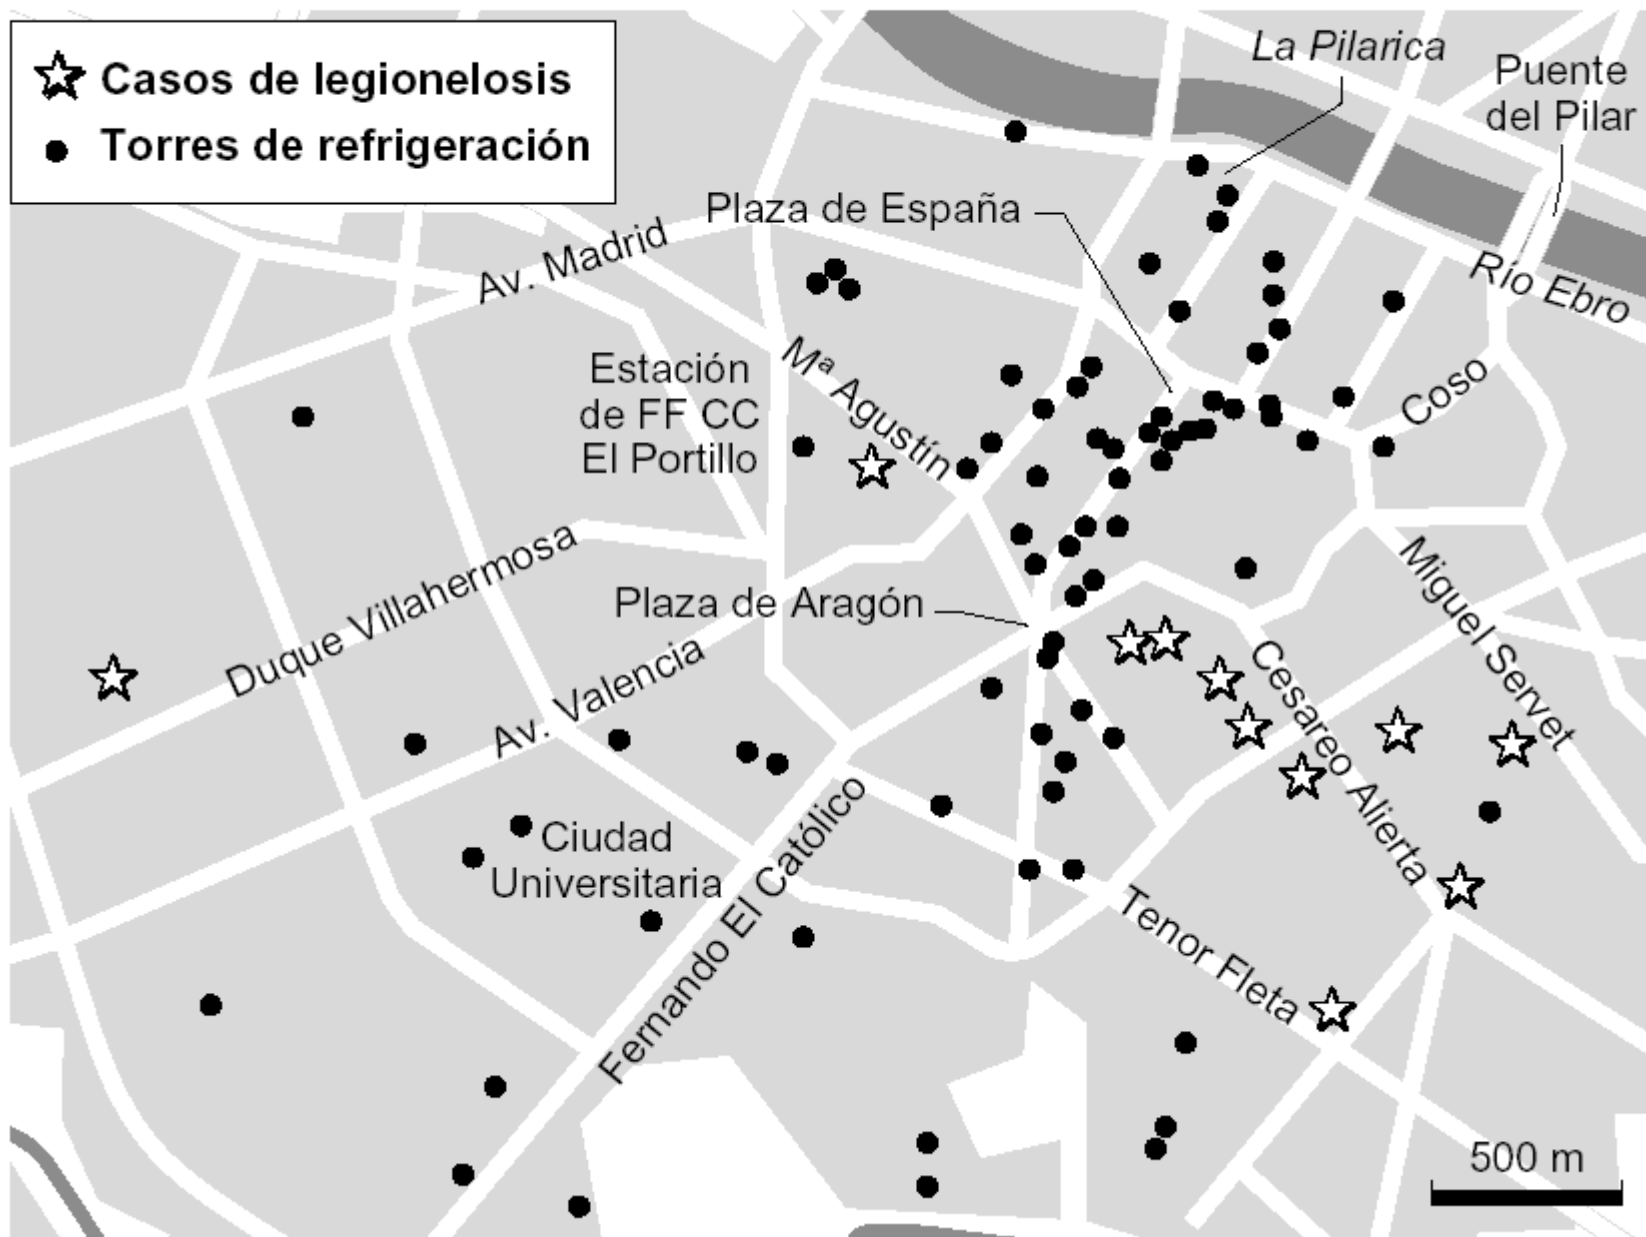 Casos de legionelosis
Torres de refrigeración
La Pilarica
Puente
del Pilar
Plaza de España
Av. Madrid
Río Ebro
Mª Agustín
Estación
de FF CC
El Portillo
Coso
Duque Villahermosa
Miguel Servet
Plaza de Aragón
Av. Valencia
Cesareo Alierta
Ciudad
Universitaria
Fernando El Católico
Tenor Fleta
500 m